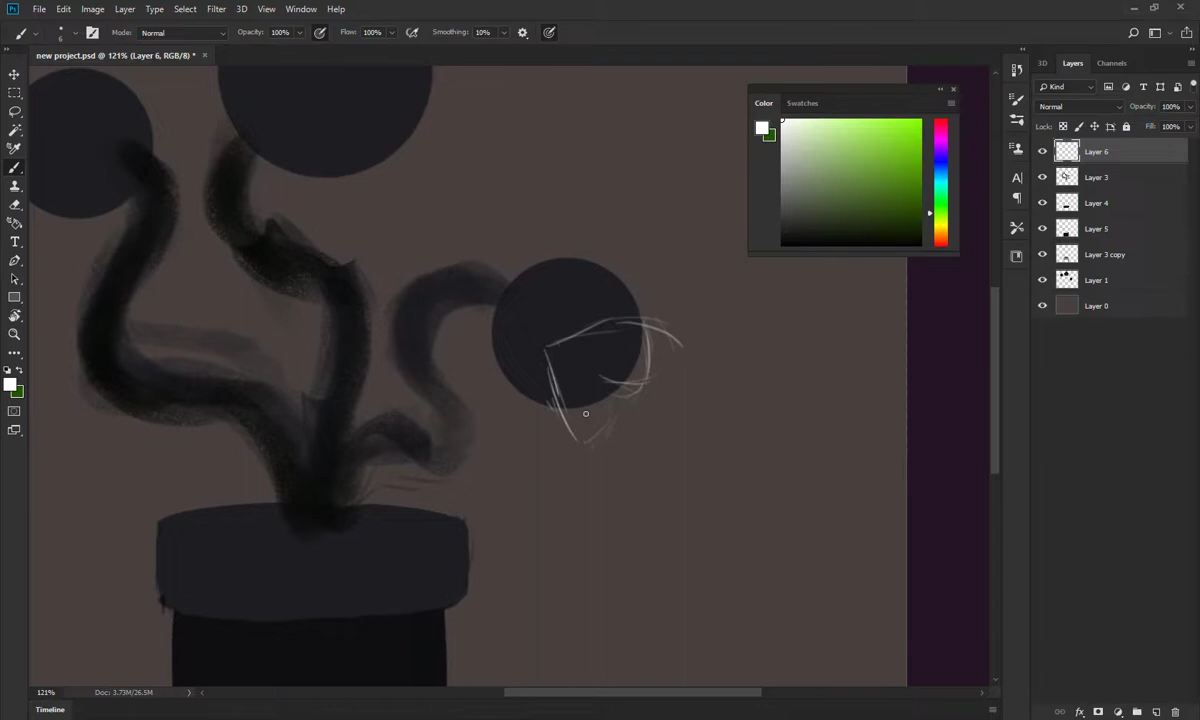 Ps File Edit Image Layer Type Select Filter 3D View Window Help
6 Mode: Normal Opacity: 100% Flow: 100% Smoothing: 10%
new project.psd @ 121% (Layer 6, RGB/8) * ×
Color Swatches
3D Layers Channels
Kind
Normal Opacity: 100%
Lock: Fill: 100%
Layer 6
Layer 3
Layer 4
Layer 5
Layer 3 copy
Layer 1
Layer 0
121% Doc: 3.73M/26.5M
Timeline